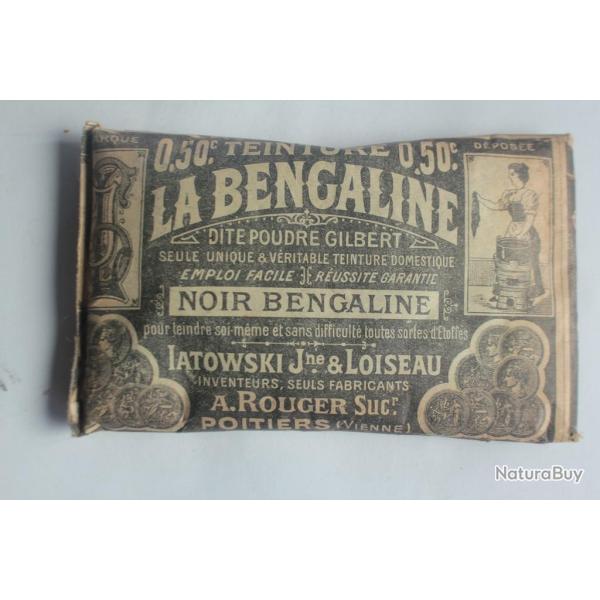 MARQUE
DÉPOSÉE
0.50c TEINTURE 0.50c
LA BENGALINE
DITE POUDRE GILBERT
SEULE UNIQUE & VÉRITABLE TEINTURE DOMESTIQUE
EMPLOI FACILE RÉUSSITE GARANTIE
NOIR BENGALINE
pour teindre soi-même et sans difficulté toutes sortes d'Etoffes
IATOWSKI Jne & LOISEAU
INVENTEURS, SEULS FABRICANTS
A. ROUGER SUCr
POITIERS (VIENNE)
NaturaBuy